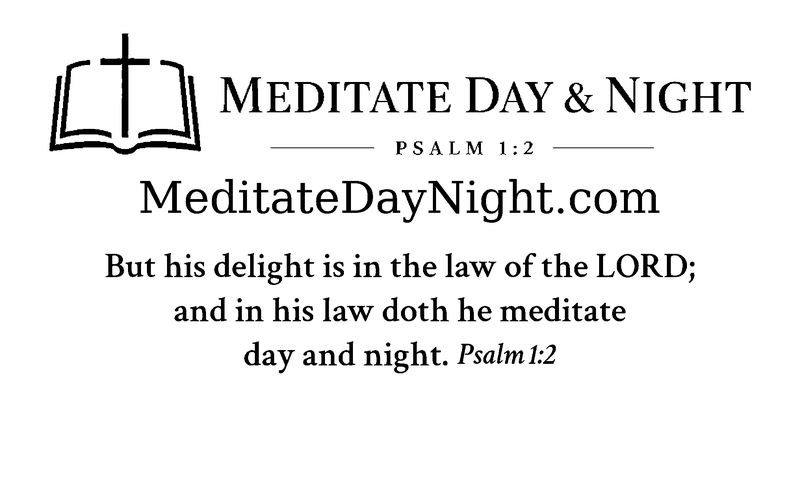 MEDITATE DAY & NIGHT
PSALM 1:2
MeditateDayNight.com
But his delight is in the law of the LORD;
and in his law doth he meditate
day and night. Psalm 1:2